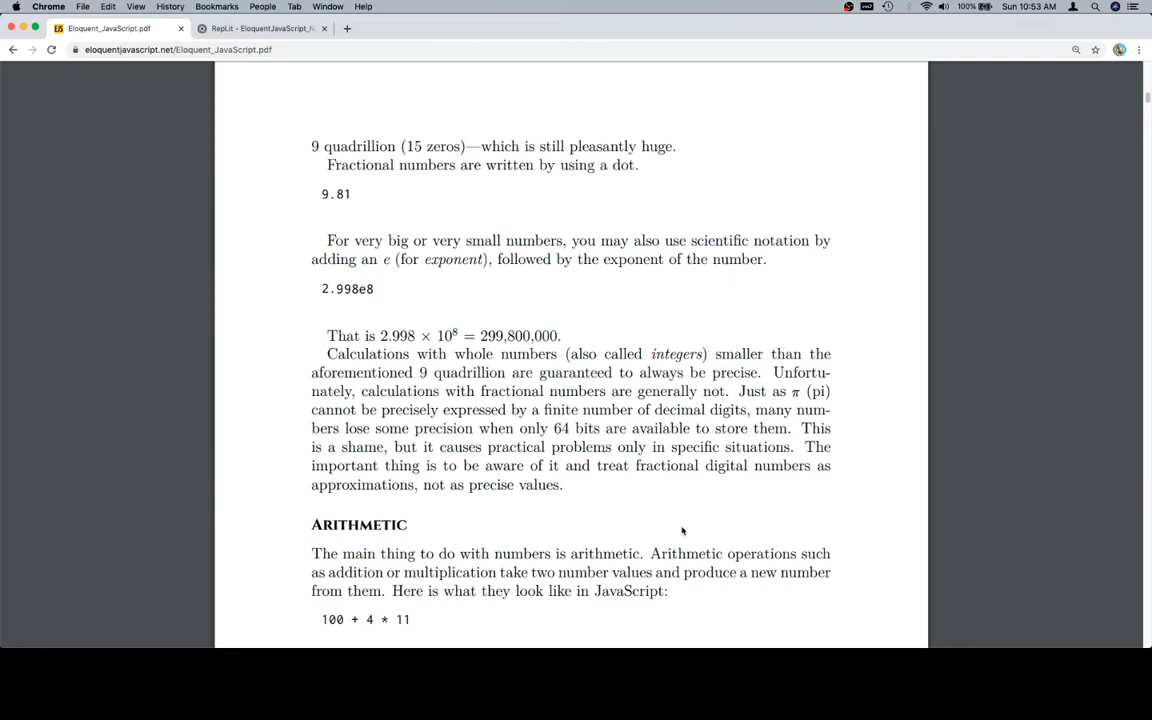 Chrome File Edit View History Bookmarks People Tab Window Help 100% Sun 10:53 AM
Eloquent_JavaScript.pdf Repl.it - EloquentJavaScript_N
eloquentjavascript.net/Eloquent_JavaScript.pdf
9 quadrillion (15 zeros)—which is still pleasantly huge.
Fractional numbers are written by using a dot.
9.81
For very big or very small numbers, you may also use scientific notation by
adding an e (for exponent), followed by the exponent of the number.
2.998e8
That is 2.998 × 10⁸ = 299,800,000.
Calculations with whole numbers (also called integers) smaller than the
aforementioned 9 quadrillion are guaranteed to always be precise. Unfortu-
nately, calculations with fractional numbers are generally not. Just as π (pi)
cannot be precisely expressed by a finite number of decimal digits, many num-
bers lose some precision when only 64 bits are available to store them. This
is a shame, but it causes practical problems only in specific situations. The
important thing is to be aware of it and treat fractional digital numbers as
approximations, not as precise values.
ARITHMETIC
The main thing to do with numbers is arithmetic. Arithmetic operations such
as addition or multiplication take two number values and produce a new number
from them. Here is what they look like in JavaScript:
100 + 4 * 11